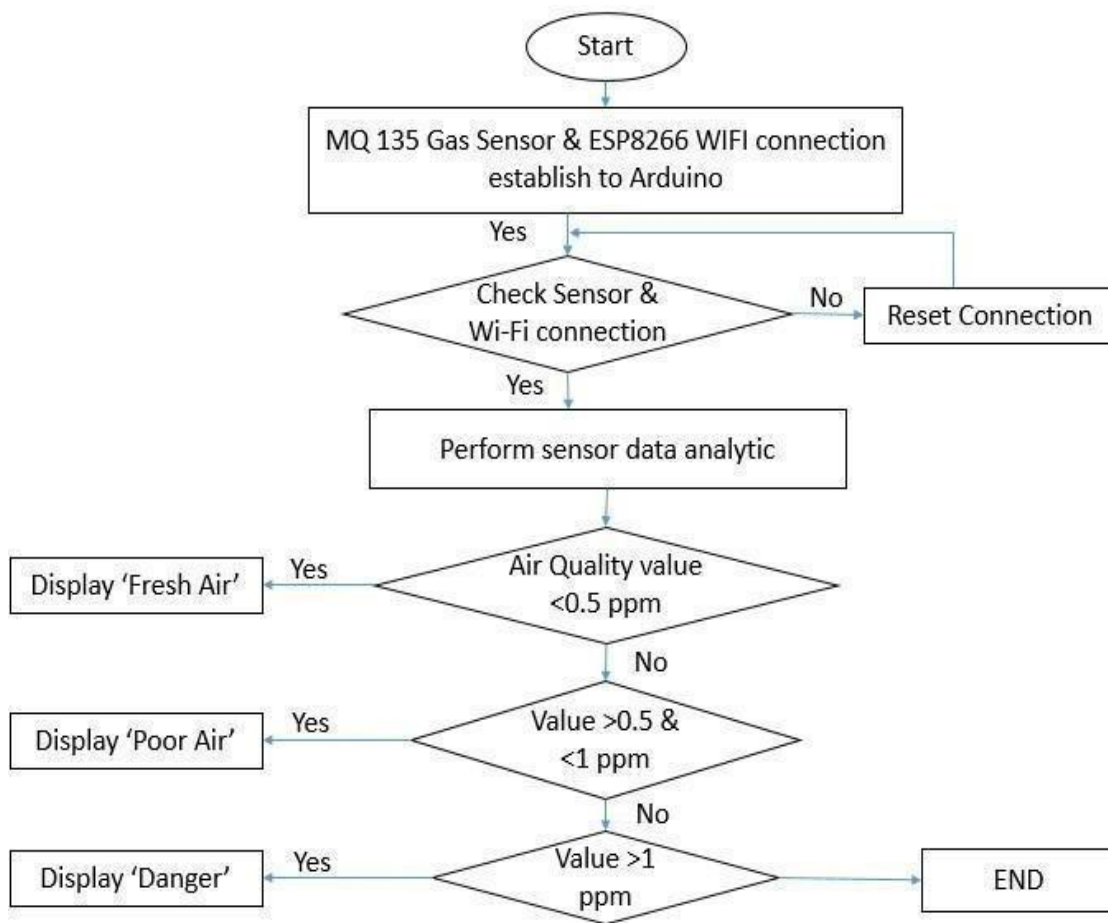 Start
MQ 135 Gas Sensor & ESP8266 WIFI connection
establish to Arduino
Yes
Check Sensor &
Wi-Fi connection
No
Reset Connection
Yes
Perform sensor data analytic
Air Quality value
<0.5 ppm
Yes
Display ‘Fresh Air’
No
Value >0.5 &
<1 ppm
Yes
Display ‘Poor Air’
No
Value >1
ppm
Yes
Display ‘Danger’
END